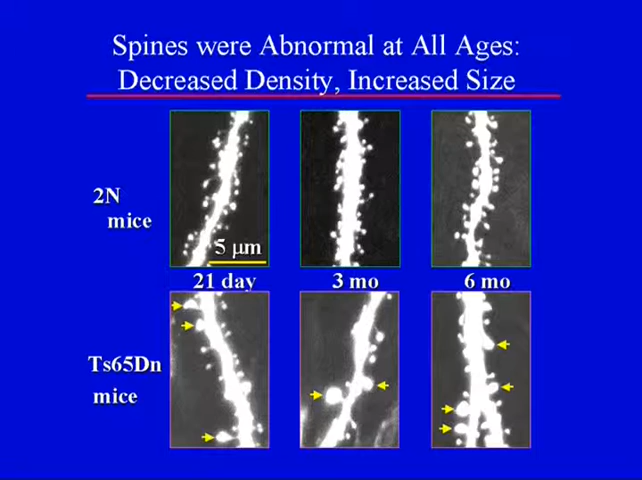 Spines were Abnormal at All Ages:
Decreased Density, Increased Size
2N
mice
5 μm
21 day
3 mo
6 mo
Ts65Dn
mice